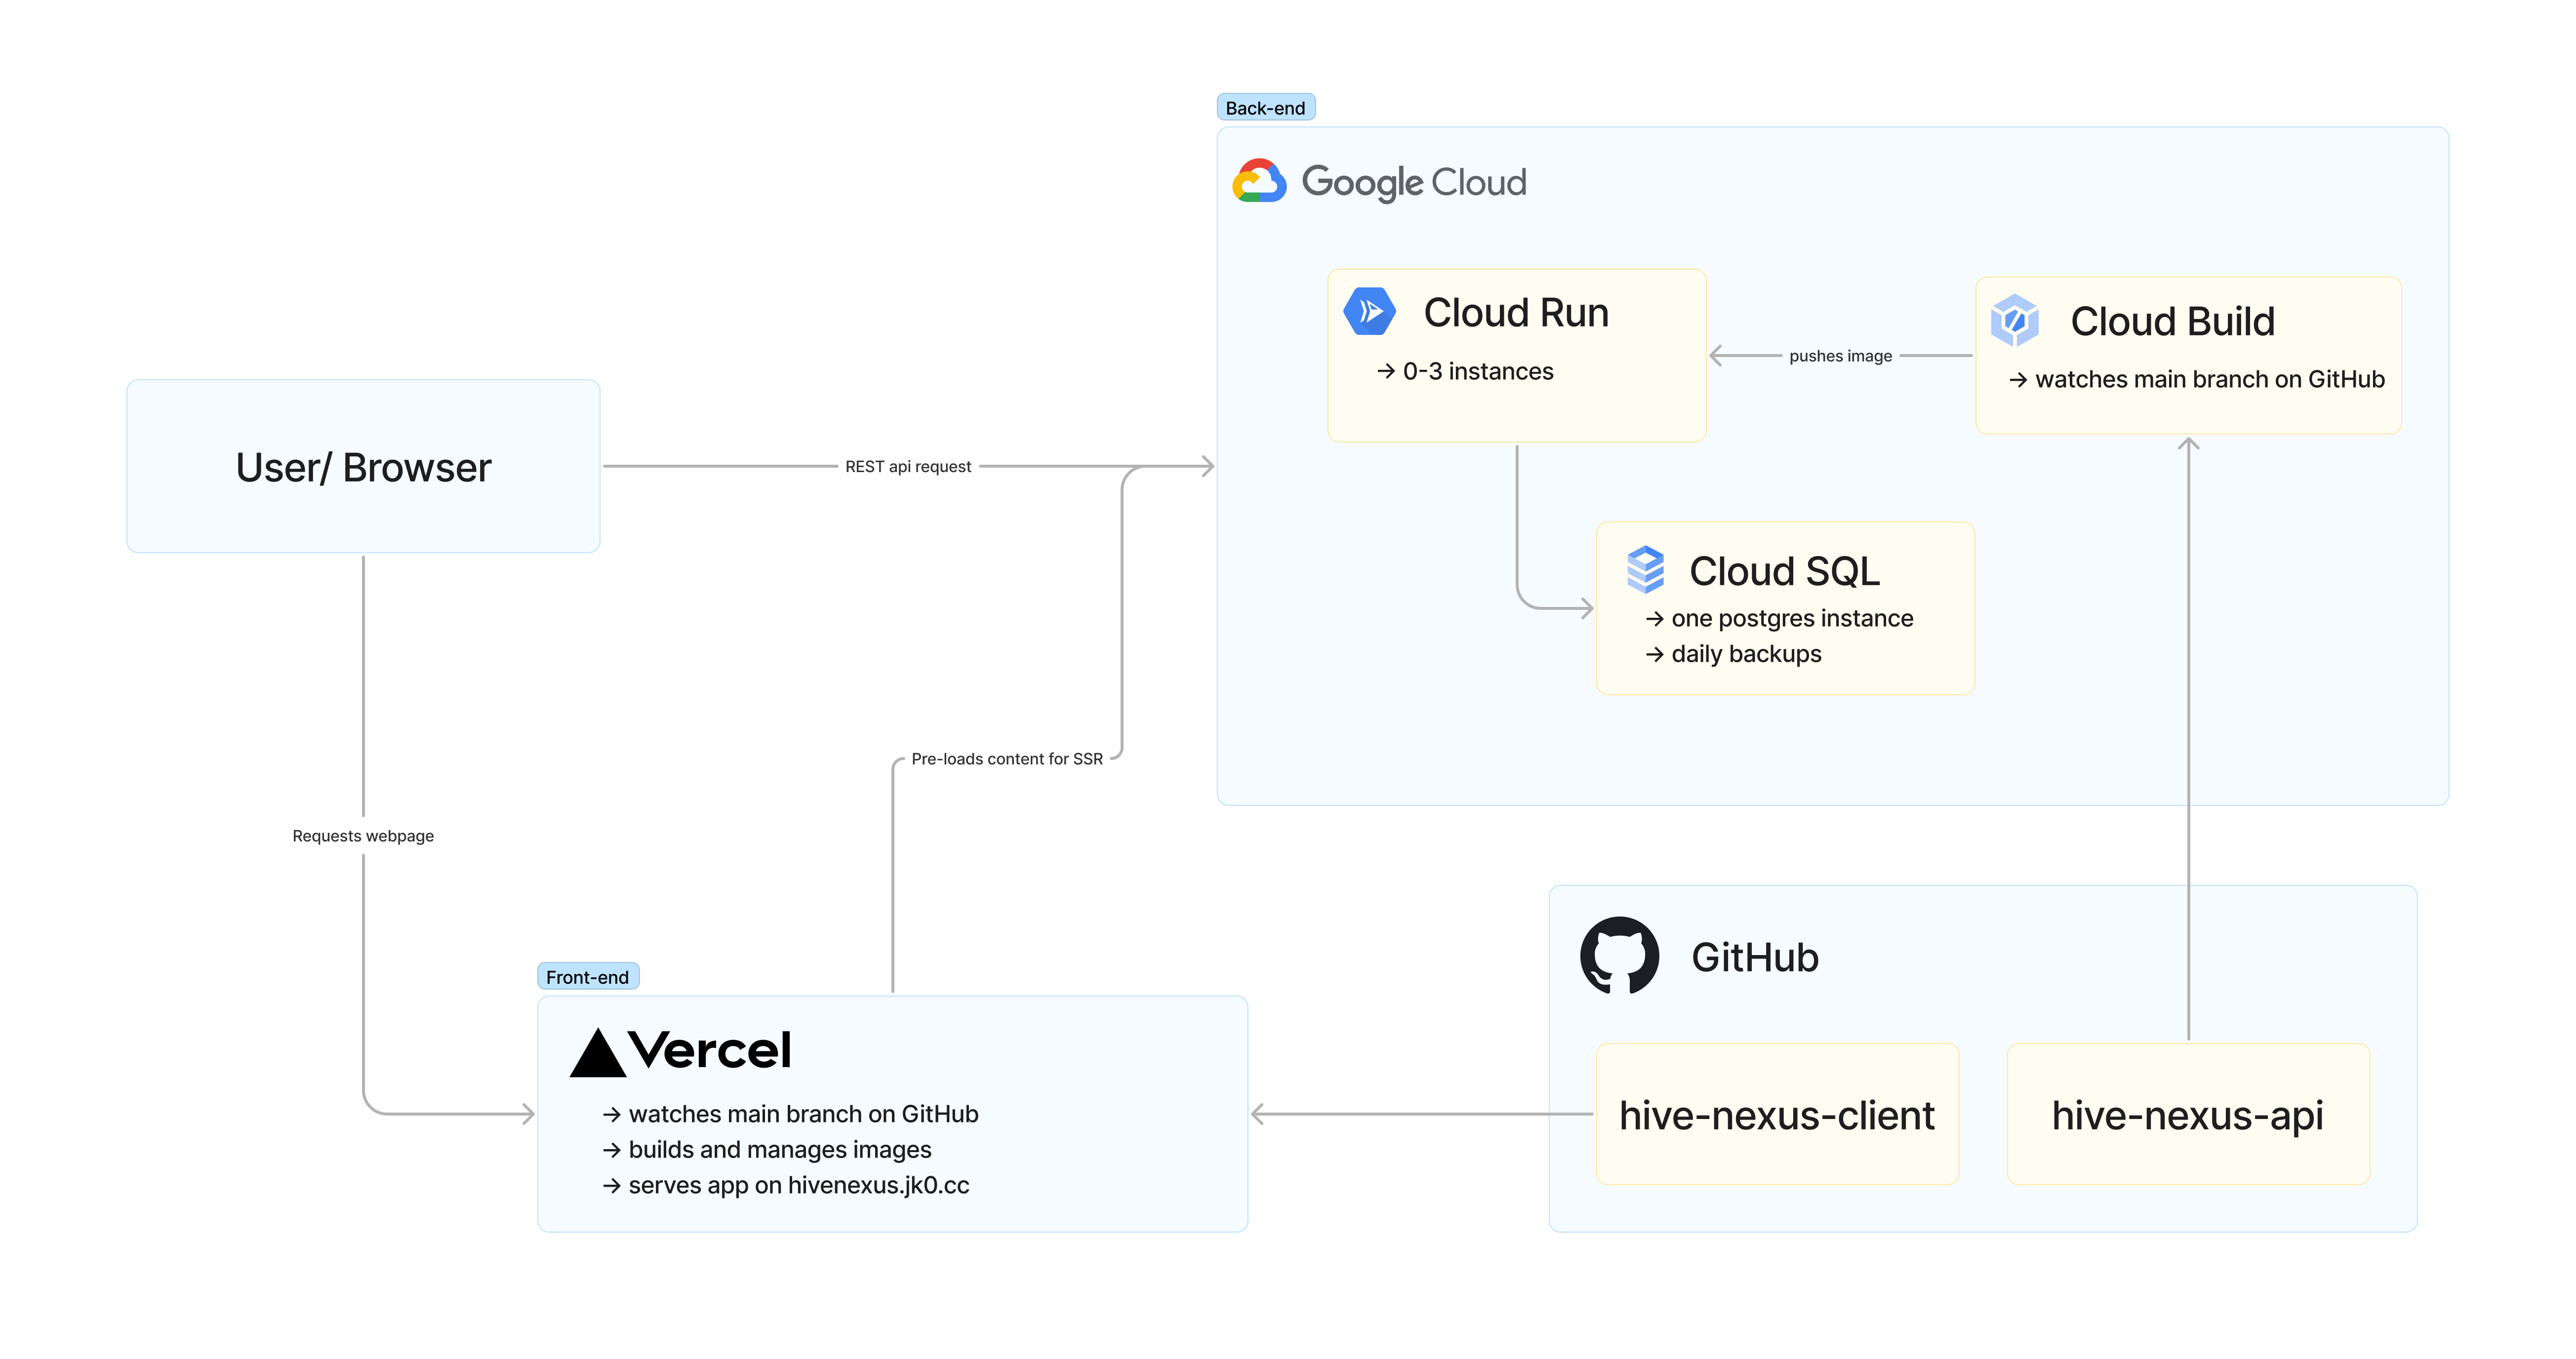 Back-end
Google Cloud
Cloud Run
→ 0-3 instances
pushes image
Cloud Build
→ watches main branch on GitHub
User/ Browser
REST api request
Cloud SQL
→ one postgres instance
→ daily backups
Pre-loads content for SSR
Requests webpage
Front-end
Vercel
→ watches main branch on GitHub
→ builds and manages images
→ serves app on hivenexus.jk0.cc
GitHub
hive-nexus-client
hive-nexus-api